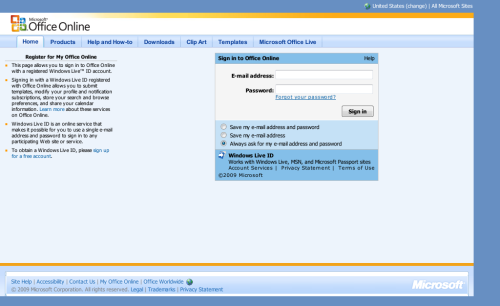 United States (change) | All Microsoft Sites
Microsoft®
Office Online
Home Products Help and How-to Downloads Clip Art Templates Microsoft Office Live
Register for My Office Online
This page allows you to sign in to Office Online
with a registered Windows Live™ ID account.
Signing in with a Windows Live ID registered
with Office Online allows you to submit
templates, modify your profile and notification
subscriptions, store your search and browse
preferences, and share your calendar
information. Learn more about these services
on Office Online.
Windows Live ID is an online service that
makes it possible for you to use a single e-mail
address and password to sign in to any
participating Web site or service.
To obtain a Windows Live ID, please sign up
for a free account.
Sign in to Office Online Help
E-mail address:
Password:
Forgot your password?
Sign in
Save my e-mail address and password
Save my e-mail address
Always ask for my e-mail address and password
Windows Live ID
Works with Windows Live, MSN, and Microsoft Passport sites
Account Services | Privacy Statement | Terms of Use
©2009 Microsoft
Site Help | Accessibility | Contact Us | My Office Online | Office Worldwide
© 2009 Microsoft Corporation. All rights reserved. Legal | Trademarks | Privacy Statement
Microsoft